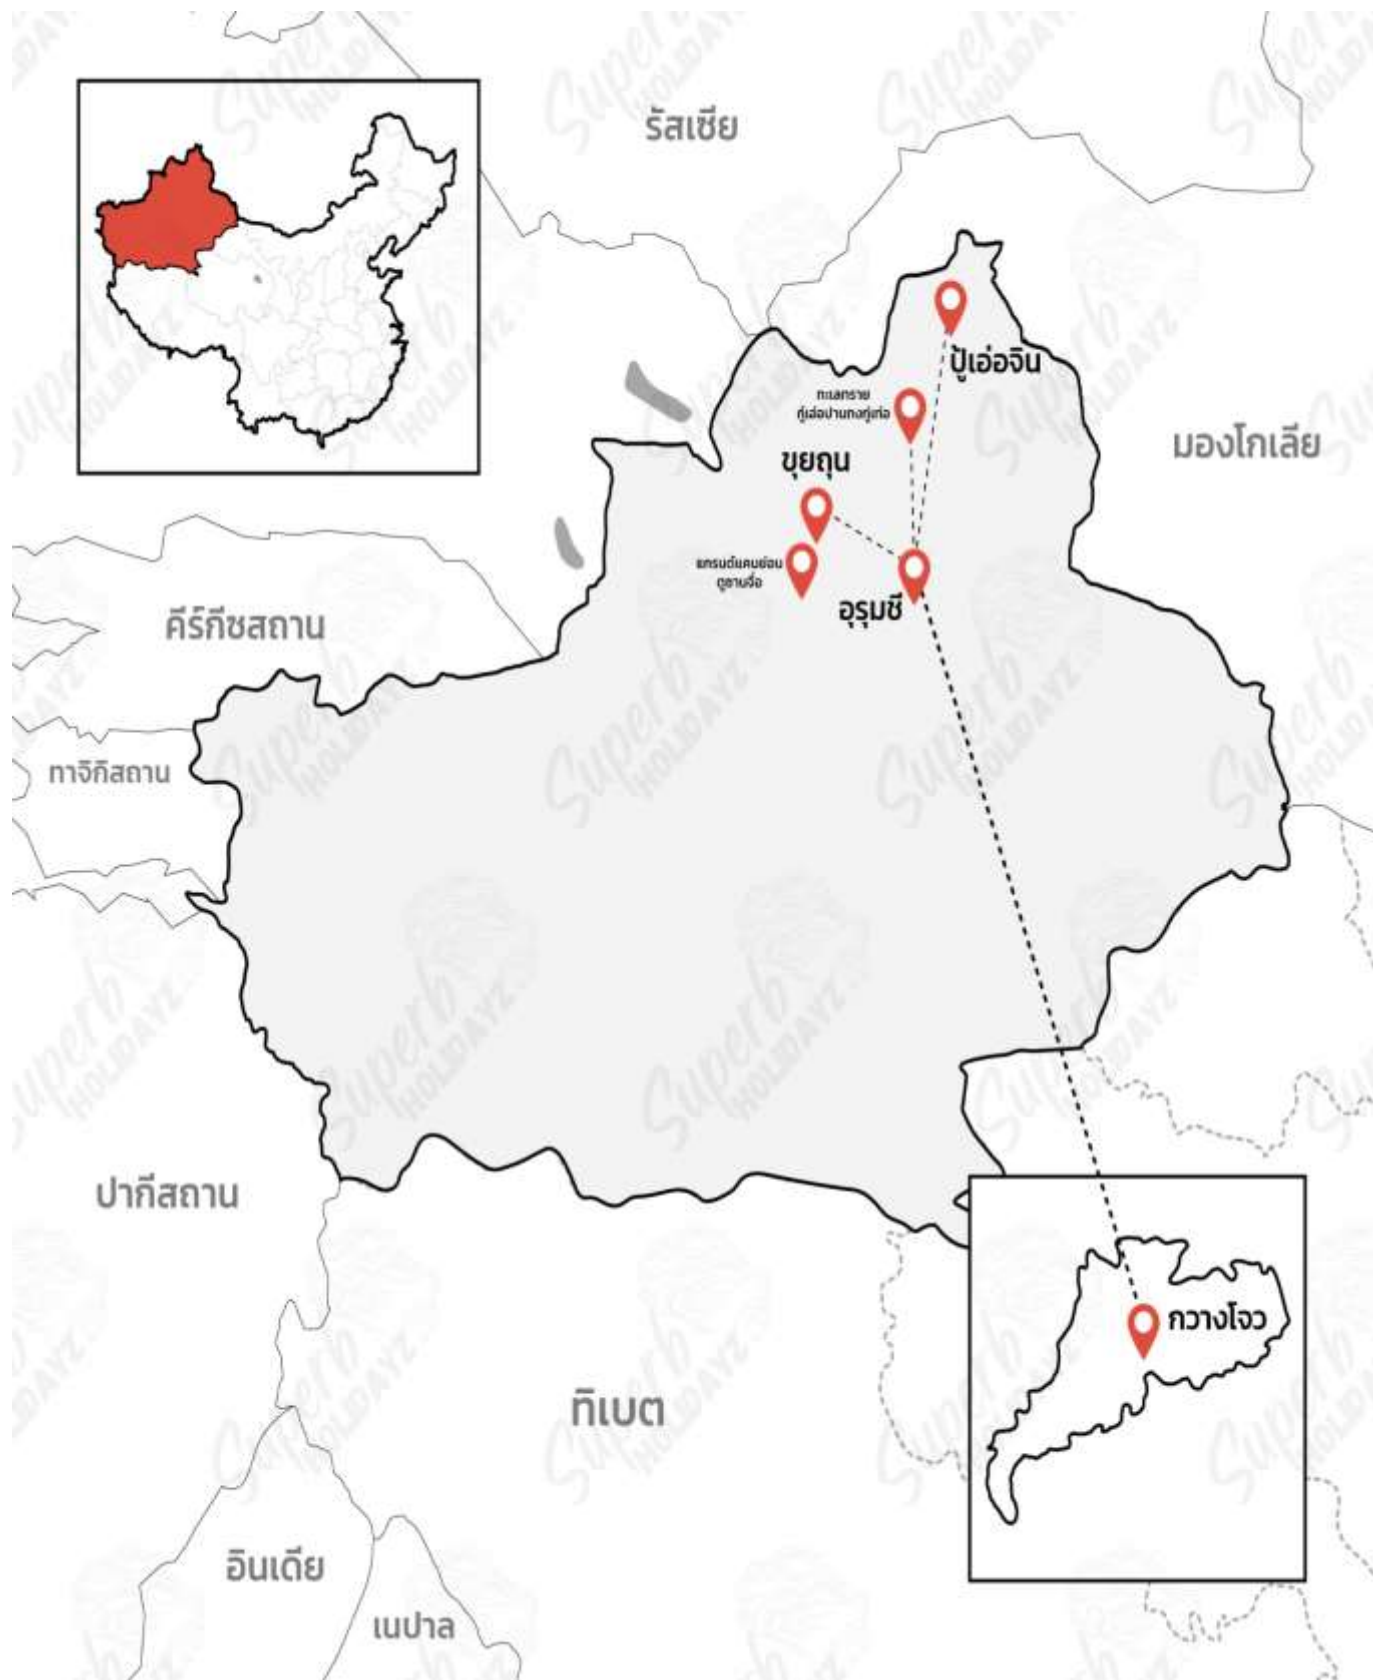 รัสเซีย
ปู้เอ่อจิน
ทะเลทราย
กู่เอ่อปานทงกู่เท่อ
มองโกเลีย
ขุยถุน
แกรนด์แคนย่อน
ตูซานจื่อ
อุรุมชี
คีร์กีซสถาน
ทาจิกิสถาน
ปากีสถาน
กวางโจว
ทิเบต
อินเดีย
เนปาล
Superb
HOLIDAYZ